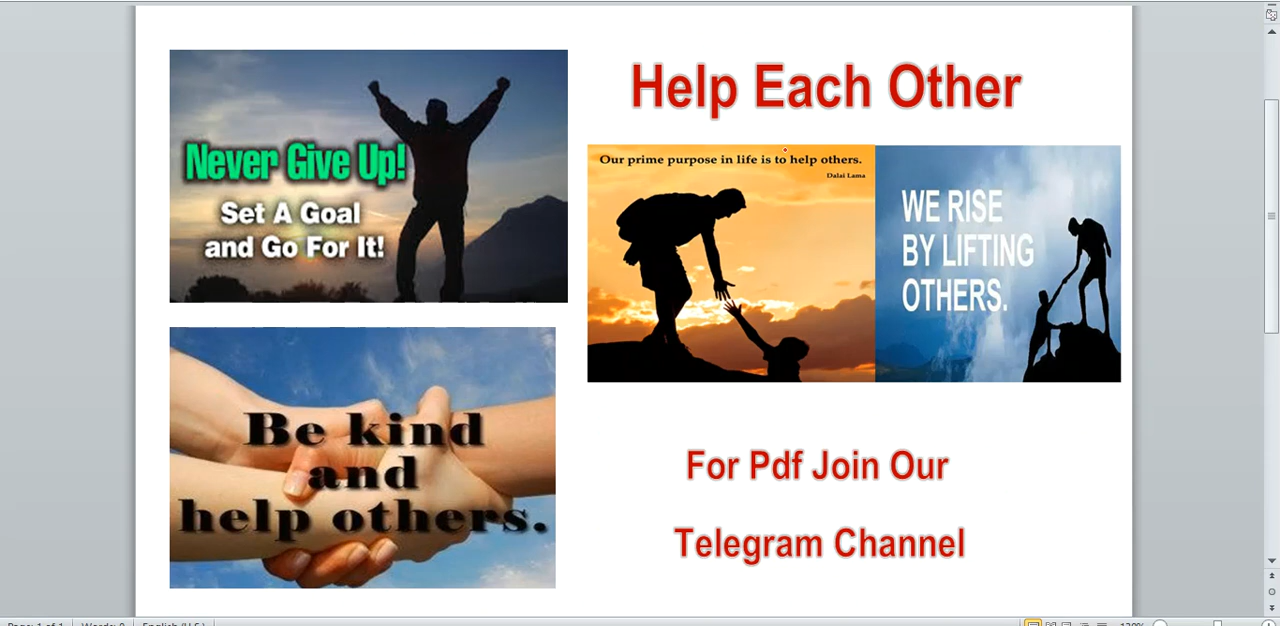 Never Give Up!
Set A Goal
and Go For It!
Help Each Other
Our prime purpose in life is to help others.
Dalai Lama
WE RISE
BY LIFTING
OTHERS.
Be kind
and
help others.
For Pdf Join Our
Telegram Channel